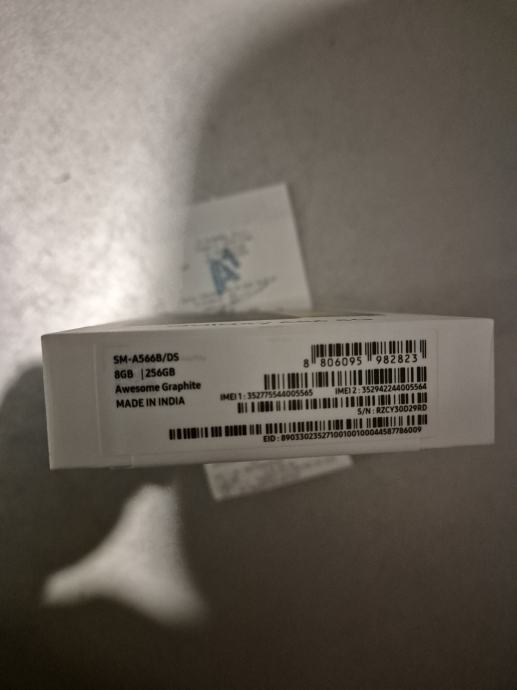 SM-A566B/DS
8GB | 256GB
Awesome Graphite
MADE IN INDIA
8 806095 982823
IMEI 1 : 352775544005565 IMEI 2 : 352942244005564
S/N : RZCY30D29RD
EID : 89033023527100100100044587786009